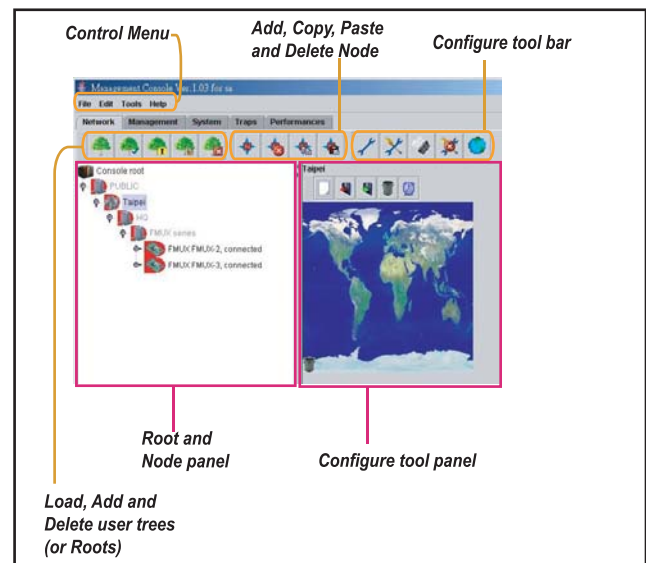 Control Menu
Add, Copy, Paste
and Delete Node
Configure tool bar
Management Console Ver.1.03 for sa
File Edit Tools Help
Network Management System Traps Performances
Console root
PUBLIC
Taipei
HQ
FMUX series
FMUX FMUX-2, connected
FMUX FMUX-3, connected
Taipei
Root and
Node panel
Configure tool panel
Load, Add and
Delete user trees
(or Roots)